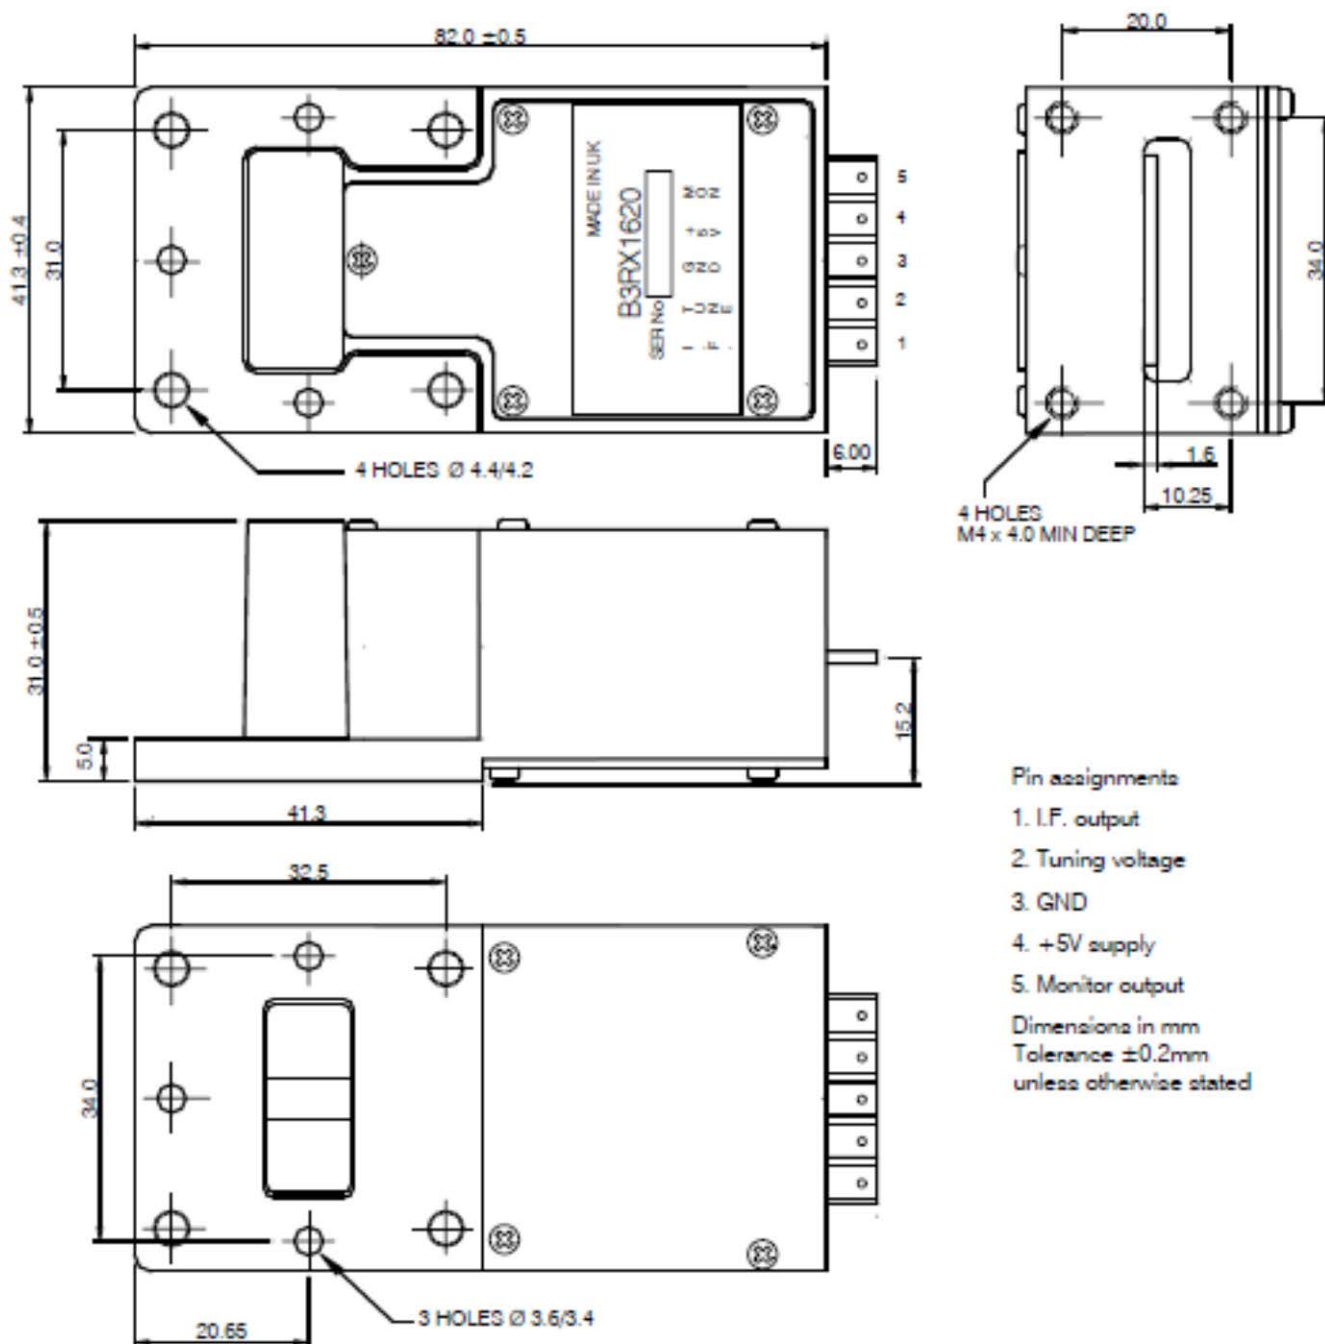 82.0 ±0.5
20.0
41.3 ±0.4
31.0
MADE IN UK
B3RX1620
SER No
MON
+5V
GND
TUNE
I.F.
5
4
3
2
1
34.0
6.00
4 HOLES Ø 4.4/4.2
1.6
10.25
4 HOLES
M4 x 4.0 MIN DEEP
31.0 ±0.5
5.0
15.2
41.3
Pin assignments
1. I.F. output
2. Tuning voltage
3. GND
4. +5V supply
5. Monitor output
Dimensions in mm
Tolerance ±0.2mm
unless otherwise stated
32.5
34.0
3 HOLES Ø 3.6/3.4
20.65